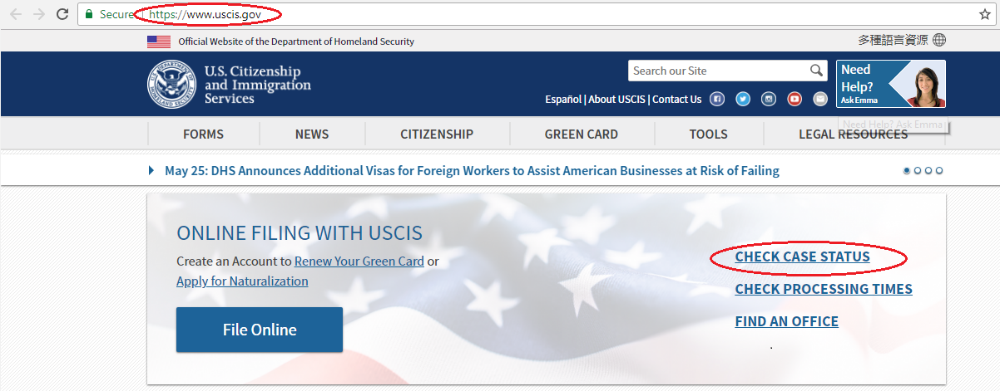 Secure | https://www.uscis.gov
Official Website of the Department of Homeland Security
多種語言資源
U.S. Citizenship
and Immigration
Services
Search our Site
Need
Help?
Ask Emma
Español | About USCIS | Contact Us
Need Help? Ask Emma
FORMS NEWS CITIZENSHIP GREEN CARD TOOLS LEGAL RESOURCES
May 25: DHS Announces Additional Visas for Foreign Workers to Assist American Businesses at Risk of Failing
ONLINE FILING WITH USCIS
Create an Account to Renew Your Green Card or
Apply for Naturalization
File Online
CHECK CASE STATUS
CHECK PROCESSING TIMES
FIND AN OFFICE
.